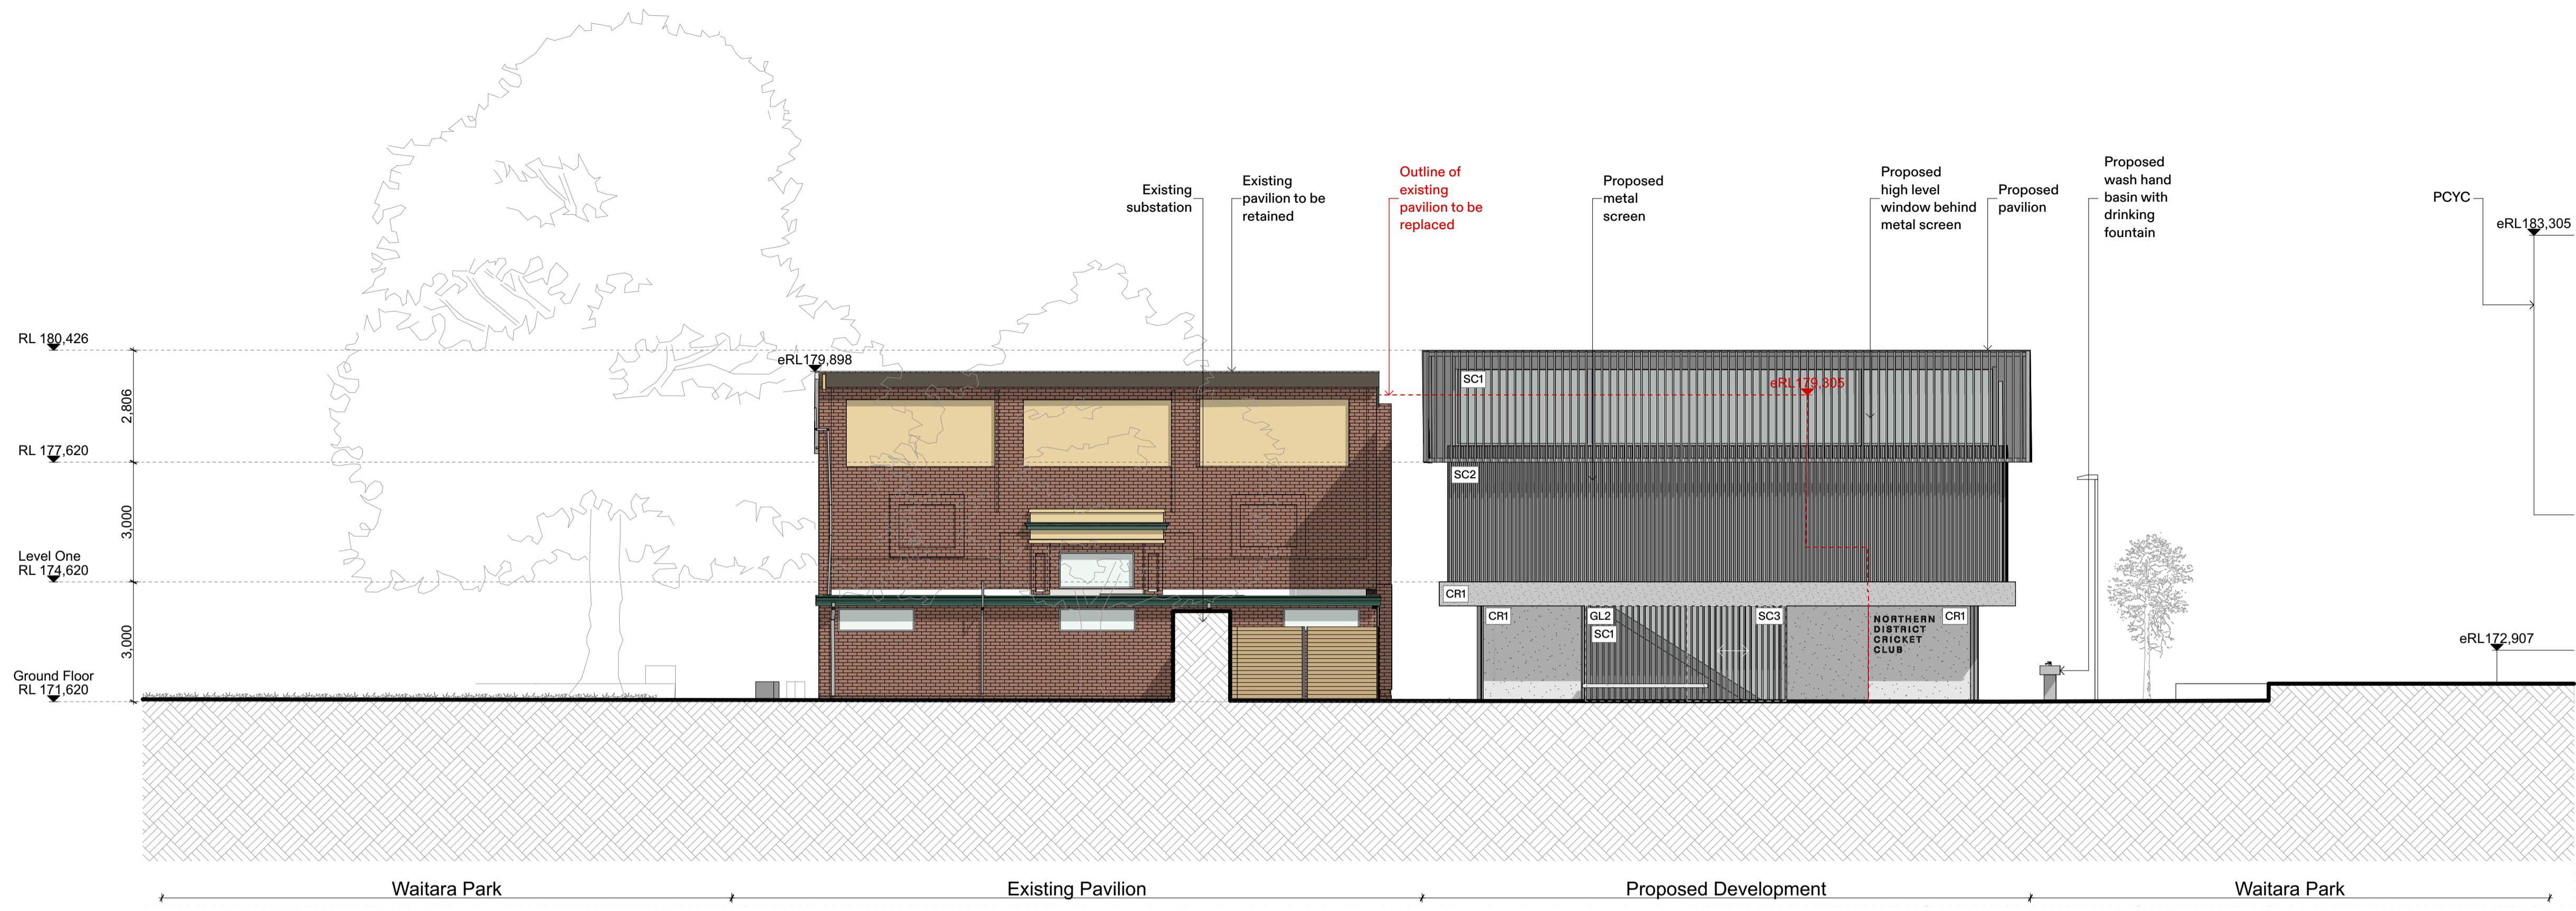 Existing
substation
Existing
pavilion to be
retained
Outline of
existing
pavilion to be
replaced
Proposed
metal
screen
Proposed
high level
window behind
metal screen
Proposed
pavilion
Proposed
wash hand
basin with
drinking
fountain
PCYC
eRL183,305
RL 180,426
eRL179,898
SC1
eRL179,305
2,806
RL 177,620
SC2
3,000
Level One
RL 174,620
CR1
CR1
GL2
SC1
SC3
NORTHERN
DISTRICT
CRICKET
CLUB
CR1
3,000
eRL172,907
Ground Floor
RL 171,620
Waitara Park
Existing Pavilion
Proposed Development
Waitara Park